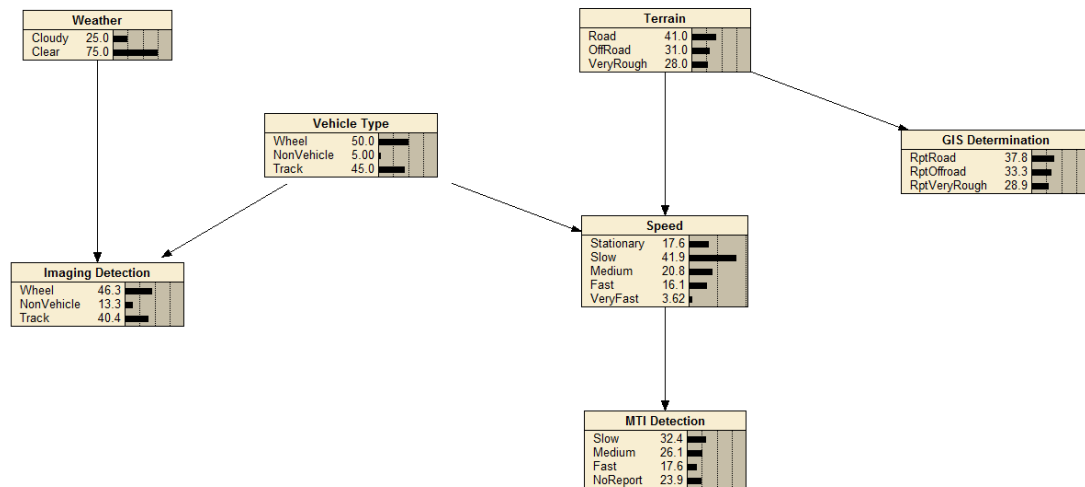 Weather
Cloudy 25.0
Clear 75.0
Terrain
Road 41.0
OffRoad 31.0
VeryRough 28.0
Vehicle Type
Wheel 50.0
NonVehicle 5.00
Track 45.0
GIS Determination
RptRoad 37.8
RptOffroad 33.3
RptVeryRough 28.9
Speed
Stationary 17.6
Slow 41.9
Medium 20.8
Fast 16.1
VeryFast 3.62
Imaging Detection
Wheel 46.3
NonVehicle 13.3
Track 40.4
MTI Detection
Slow 32.4
Medium 26.1
Fast 17.6
NoReport 23.9